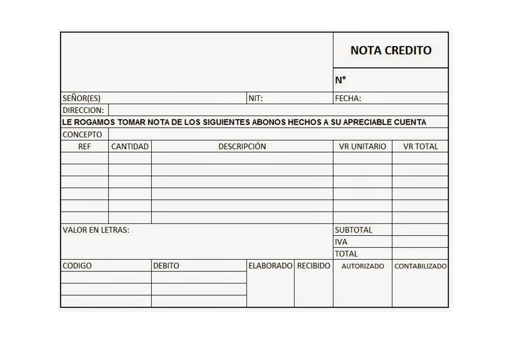 NOTA CREDITO
N°
SEÑOR(ES) NIT: FECHA:
DIRECCION:
LE ROGAMOS TOMAR NOTA DE LOS SIGUIENTES ABONOS HECHOS A SU APRECIABLE CUENTA
CONCEPTO
REF CANTIDAD DESCRIPCIÓN VR UNITARIO VR TOTAL
VALOR EN LETRAS: SUBTOTAL
IVA
TOTAL
CODIGO DEBITO ELABORADO RECIBIDO AUTORIZADO CONTABILIZADO